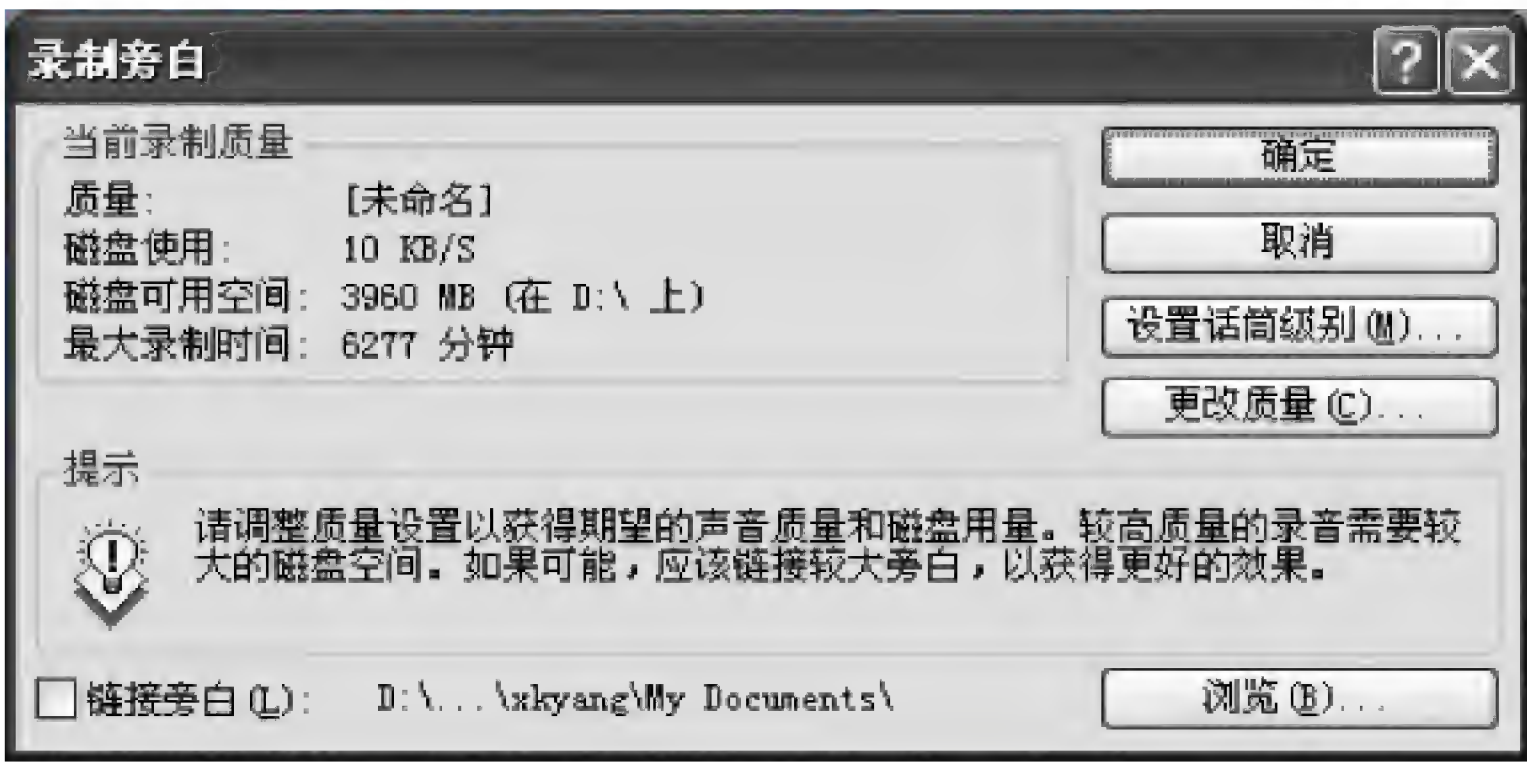 录制旁白
当前录制质量
质量： [未命名]
磁盘使用： 10 KB/S
磁盘可用空间： 3960 MB (在 D:\ 上)
最大录制时间： 6277 分钟
确定
取消
设置话筒级别(M)...
更改质量(C)...
提示
请调整质量设置以获得期望的声音质量和磁盘用量。较高质量的录音需要较
大的磁盘空间。如果可能，应该链接较大旁白，以获得更好的效果。
链接旁白(L)： D:\...\xkyang\My Documents\
浏览(B)...